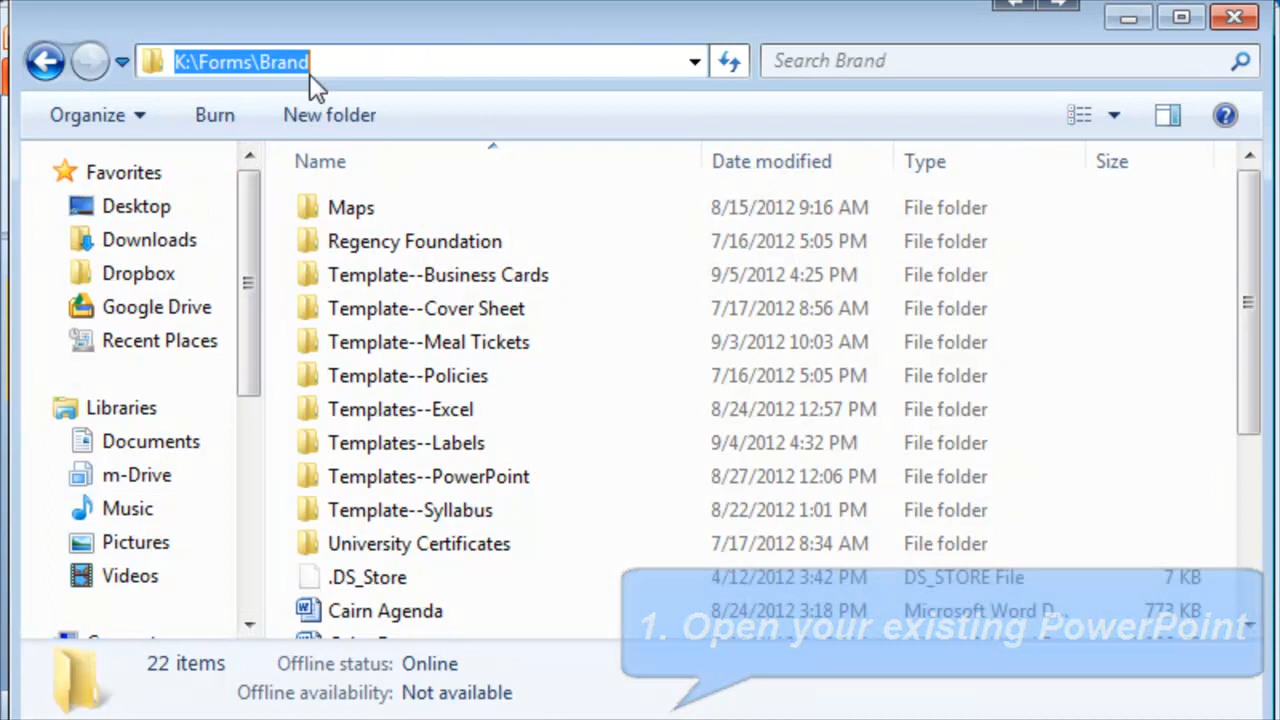 K:\Forms\Brand
Search Brand
Organize Burn New folder
Name Date modified Type Size
Favorites
Desktop
Downloads
Dropbox
Google Drive
Recent Places
Libraries
Documents
m-Drive
Music
Pictures
Videos
Maps 8/15/2012 9:16 AM File folder
Regency Foundation 7/16/2012 5:05 PM File folder
Template--Business Cards 9/5/2012 4:25 PM File folder
Template--Cover Sheet 7/17/2012 8:56 AM File folder
Template--Meal Tickets 9/3/2012 10:03 AM File folder
Template--Policies 7/16/2012 5:05 PM File folder
Templates--Excel 8/24/2012 12:57 PM File folder
Templates--Labels 9/4/2012 4:32 PM File folder
Templates--PowerPoint 8/27/2012 12:06 PM File folder
Template--Syllabus 8/22/2012 1:01 PM File folder
University Certificates 7/17/2012 8:34 AM File folder
.DS_Store 4/12/2012 3:42 PM DS_STORE File 7 KB
Cairn Agenda 8/24/2012 3:18 PM Microsoft Word D... 773 KB
1. Open your existing PowerPoint
22 items Offline status: Online
Offline availability: Not available